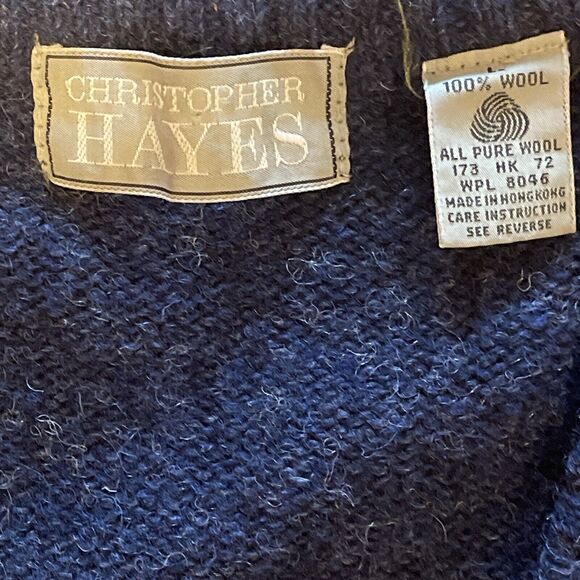 CHRISTOPHER
HAYES
100% WOOL
ALL PURE WOOL
173 HK 72
WPL 8046
MADE IN HONGKONG
CARE INSTRUCTION
SEE REVERSE